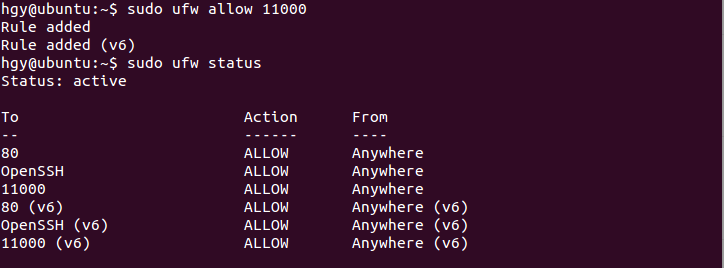 hgy@ubuntu:~$ sudo ufw allow 11000
Rule added
Rule added (v6)
hgy@ubuntu:~$ sudo ufw status
Status: active

To                         Action      From
--                         ------      ----
80                         ALLOW       Anywhere
OpenSSH                    ALLOW       Anywhere
11000                      ALLOW       Anywhere
80 (v6)                    ALLOW       Anywhere (v6)
OpenSSH (v6)               ALLOW       Anywhere (v6)
11000 (v6)                 ALLOW       Anywhere (v6)